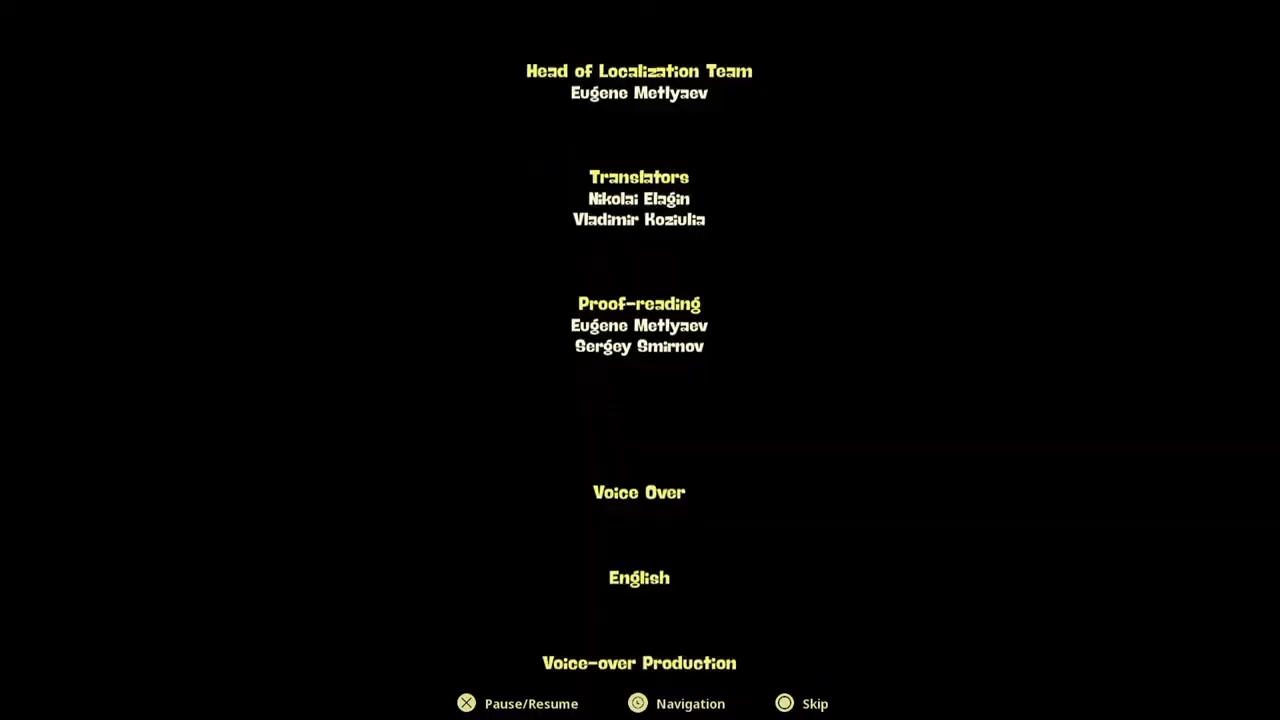 Head of Localization Team
Eugene Metlyaev
Translators
Nikolai Elagin
Vladimir Koziulia
Proof-reading
Eugene Metlyaev
Sergey Smirnov
Voice Over
English
Voice-over Production
Pause/Resume
Navigation
Skip